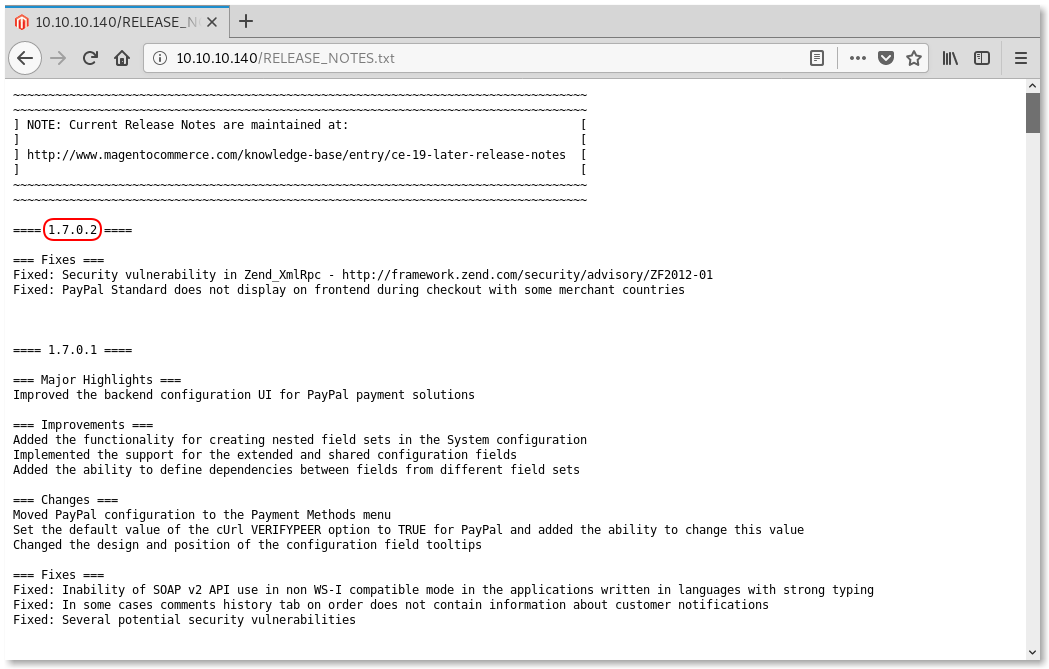 10.10.10.140/RELEASE_N
10.10.10.140/RELEASE_NOTES.txt
~~~~~~~~~~~~~~~~~~~~~~~~~~~~~~~~~~~~~~~~~~~~~~~~~~~~~~~~~~~~~~~~~~~~~~~~~~~~~~~~~~
~~~~~~~~~~~~~~~~~~~~~~~~~~~~~~~~~~~~~~~~~~~~~~~~~~~~~~~~~~~~~~~~~~~~~~~~~~~~~~~~~~
] NOTE: Current Release Notes are maintained at:                                 [
]                                                                                [
] http://www.magentocommerce.com/knowledge-base/entry/ce-19-later-release-notes  [
]                                                                                [
~~~~~~~~~~~~~~~~~~~~~~~~~~~~~~~~~~~~~~~~~~~~~~~~~~~~~~~~~~~~~~~~~~~~~~~~~~~~~~~~~~
~~~~~~~~~~~~~~~~~~~~~~~~~~~~~~~~~~~~~~~~~~~~~~~~~~~~~~~~~~~~~~~~~~~~~~~~~~~~~~~~~~
==== 1.7.0.2 ====
=== Fixes ===
Fixed: Security vulnerability in Zend_XmlRpc - http://framework.zend.com/security/advisory/ZF2012-01
Fixed: PayPal Standard does not display on frontend during checkout with some merchant countries
==== 1.7.0.1 ====
=== Major Highlights ===
Improved the backend configuration UI for PayPal payment solutions
=== Improvements ===
Added the functionality for creating nested field sets in the System configuration
Implemented the support for the extended and shared configuration fields
Added the ability to define dependencies between fields from different field sets
=== Changes ===
Moved PayPal configuration to the Payment Methods menu
Set the default value of the cUrl VERIFYPEER option to TRUE for PayPal and added the ability to change this value
Changed the design and position of the configuration field tooltips
=== Fixes ===
Fixed: Inability of SOAP v2 API use in non WS-I compatible mode in the applications written in languages with strong typing
Fixed: In some cases comments history tab on order does not contain information about customer notifications
Fixed: Several potential security vulnerabilities